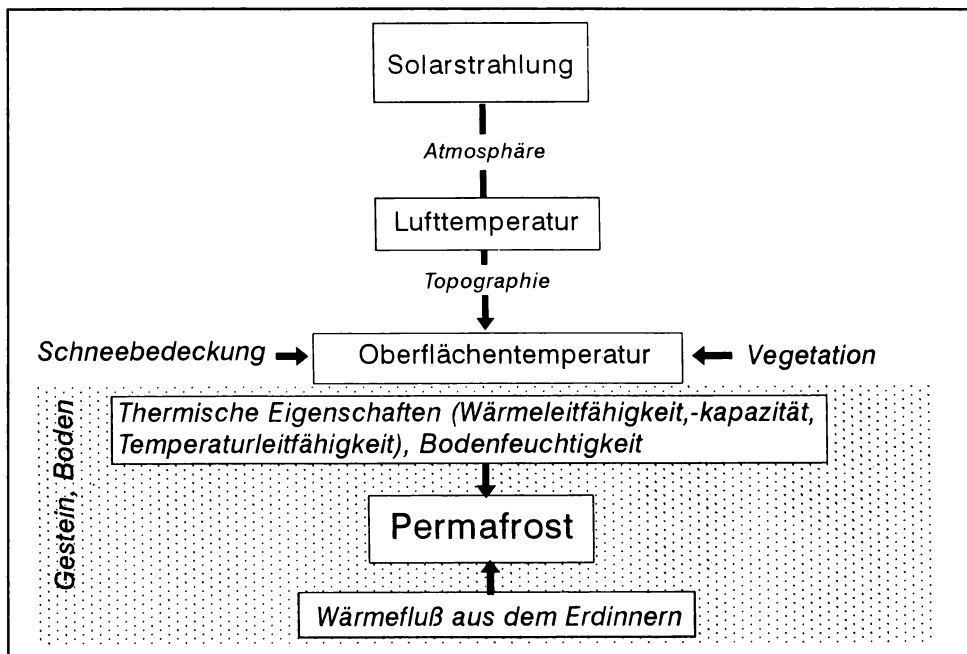 Solarstrahlung
Atmosphäre
Lufttemperatur
Topographie
Schneebedeckung
Oberflächentemperatur
Vegetation
Gestein, Boden
Thermische Eigenschaften (Wärmeleitfähigkeit,-kapazität,
Temperaturleitfähigkeit), Bodenfeuchtigkeit
Permafrost
Wärmefluß aus dem Erdinnern